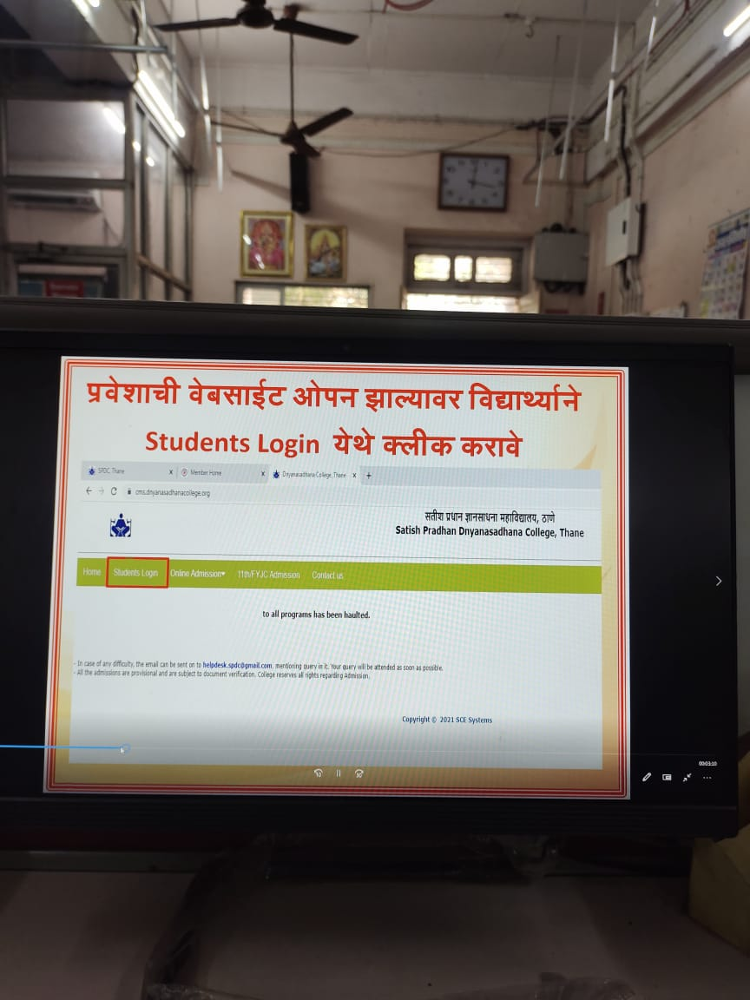 प्रवेशाची वेबसाईट ओपन झाल्यावर विद्यार्थ्याने
Students Login येथे क्लीक करावे
SPDC, Thane x Member Home x Dnyanasadhana College, Thane x +
cms.dnyanasadhanacollege.org
सतीश प्रधान ज्ञानसाधना महाविद्यालय, ठाणे
Satish Pradhan Dnyanasadhana College, Thane
Home Students Login Online Admission▾ 11th/FYJC Admission Contact us
to all programs has been haulted.
- In case of any difficulty, the email can be sent on to helpdesk.spdc@gmail.com, mentioning query in it. Your query will be attended as soon as possible.
- All the admissions are provisional and are subject to document verification. College reserves all rights regarding Admission.
Copyright © 2021 SCE Systems
00:03:10
10 30